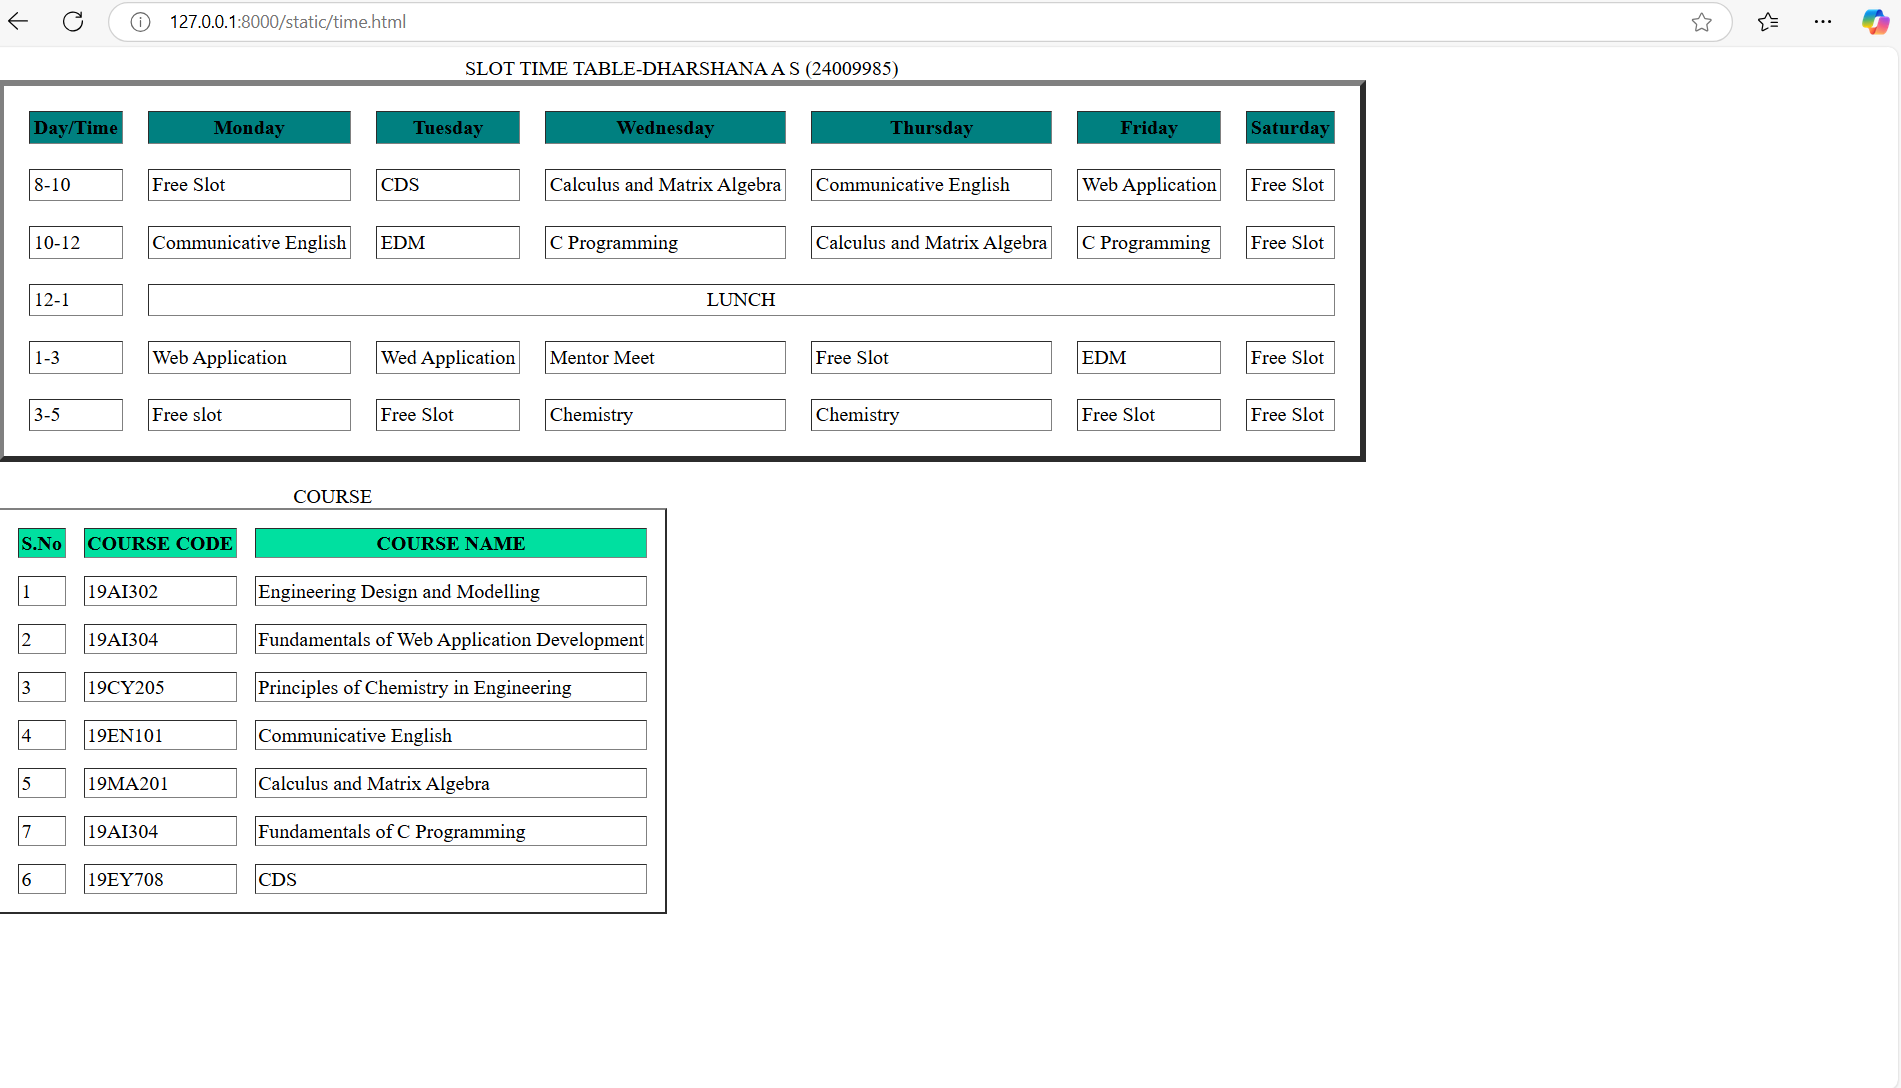 127.0.0.1:8000/static/time.html
SLOT TIME TABLE-DHARSHANA A S (24009985)
Day/Time Monday Tuesday Wednesday Thursday Friday Saturday
8-10 Free Slot CDS Calculus and Matrix Algebra Communicative English Web Application Free Slot
10-12 Communicative English EDM C Programming Calculus and Matrix Algebra C Programming Free Slot
12-1 LUNCH
1-3 Web Application Wed Application Mentor Meet Free Slot EDM Free Slot
3-5 Free slot Free Slot Chemistry Chemistry Free Slot Free Slot
COURSE
S.No COURSE CODE COURSE NAME
1 19AI302 Engineering Design and Modelling
2 19AI304 Fundamentals of Web Application Development
3 19CY205 Principles of Chemistry in Engineering
4 19EN101 Communicative English
5 19MA201 Calculus and Matrix Algebra
7 19AI304 Fundamentals of C Programming
6 19EY708 CDS